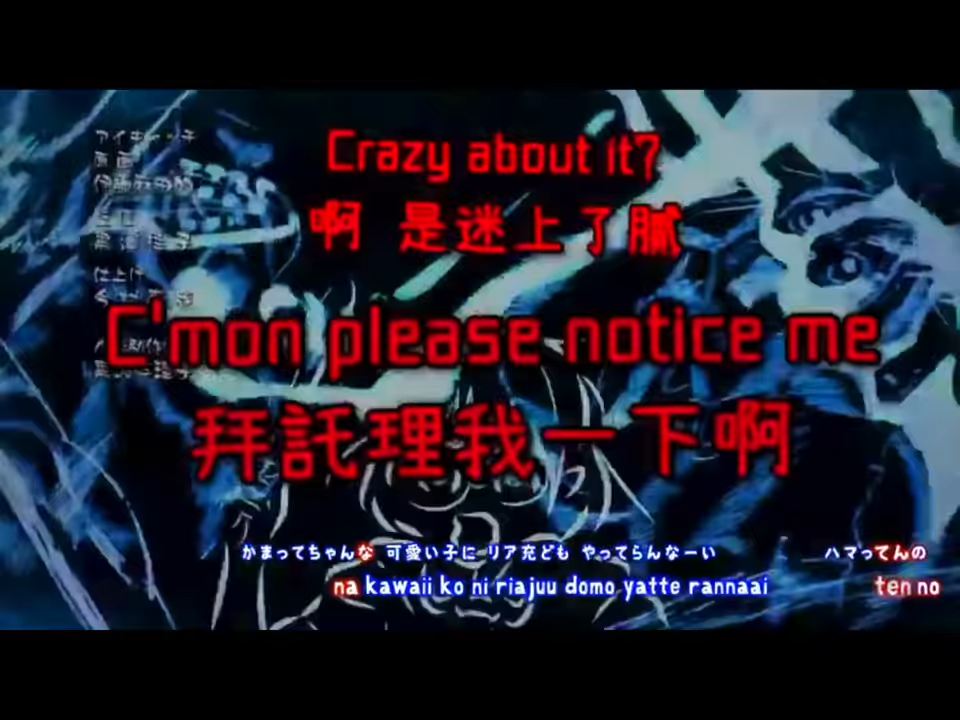 Crazy about it?
啊 是迷上了膩
C'mon please notice me
拜託理我一下啊
かまってちゃんな 可愛い子に リア充ども やってらんなーい ハマってんの
na kawaii ko ni riajuu domo yatte rannaai ten no